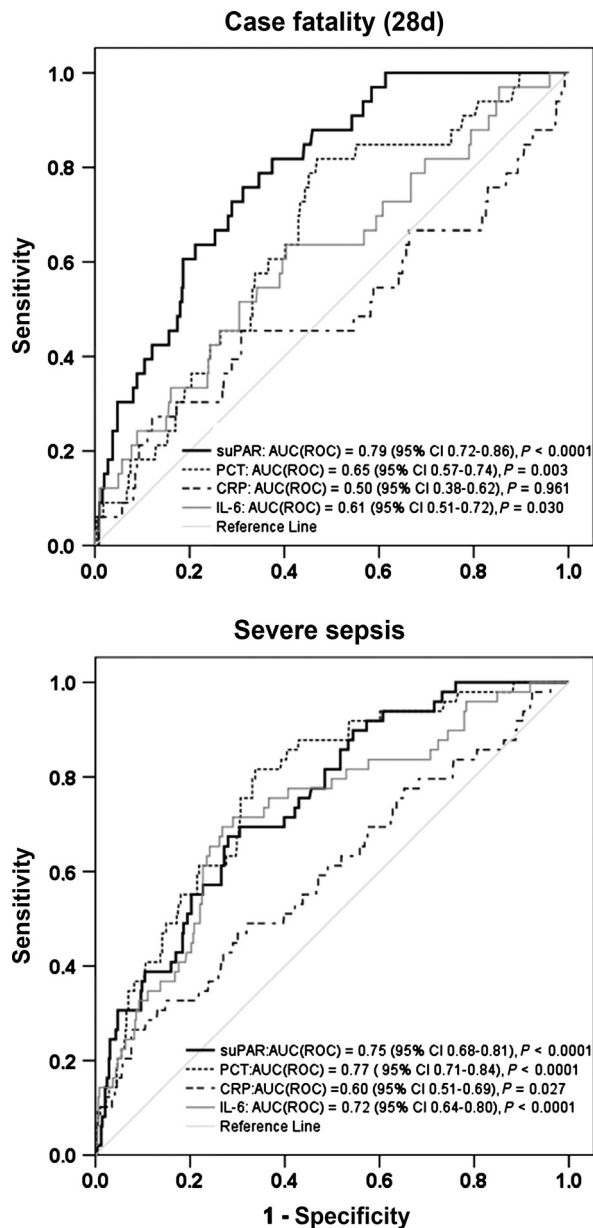 Case fatality (28d)
1.0
0.8
0.6
0.4
0.2
0.0
Sensitivity
suPAR: AUC(ROC) = 0.79 (95% CI 0.72-0.86), P < 0.0001
PCT: AUC(ROC) = 0.65 (95% CI 0.57-0.74), P = 0.003
CRP: AUC(ROC) = 0.50 (95% CI 0.38-0.62), P = 0.961
IL-6: AUC(ROC) = 0.61 (95% CI 0.51-0.72), P = 0.030
Reference Line
0.0 0.2 0.4 0.6 0.8 1.0
Severe sepsis
1.0
0.8
0.6
0.4
0.2
0.0
Sensitivity
suPAR:AUC(ROC) = 0.75 (95% CI 0.68-0.81), P < 0.0001
PCT:AUC(ROC) = 0.77 ( 95% CI 0.71-0.84), P < 0.0001
CRP: AUC(ROC) =0.60 (95% CI 0.51-0.69), P = 0.027
IL-6: AUC(ROC) = 0.72 (95% CI 0.64-0.80), P < 0.0001
Reference Line
0.0 0.2 0.4 0.6 0.8 1.0
1 - Specificity